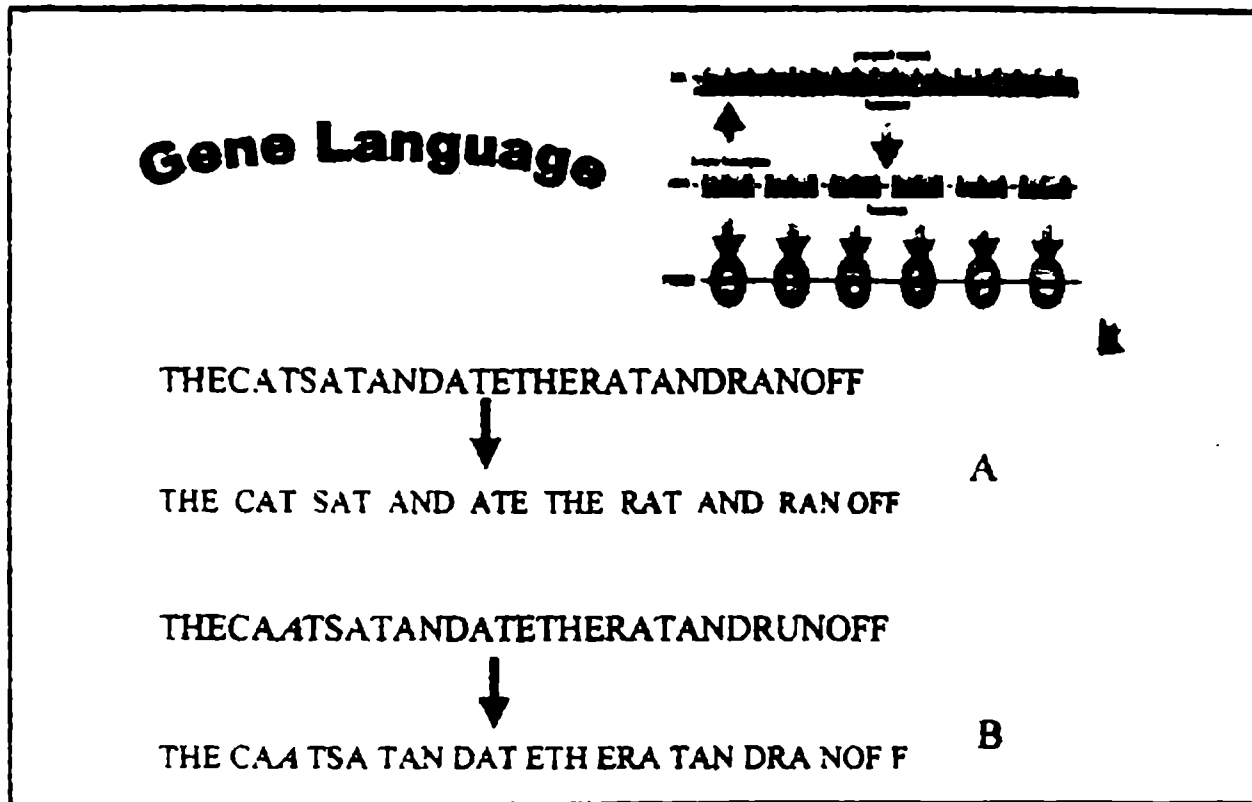 Gene Language
THECATSATANDATETHERATANDRANOFF
THE CAT SAT AND ATE THE RAT AND RAN OFF
A
THECAATSATANDATETHERATANDRUNOFF
THE CAA TSA TAN DAT ETH ERA TAN DRA NOF F
B